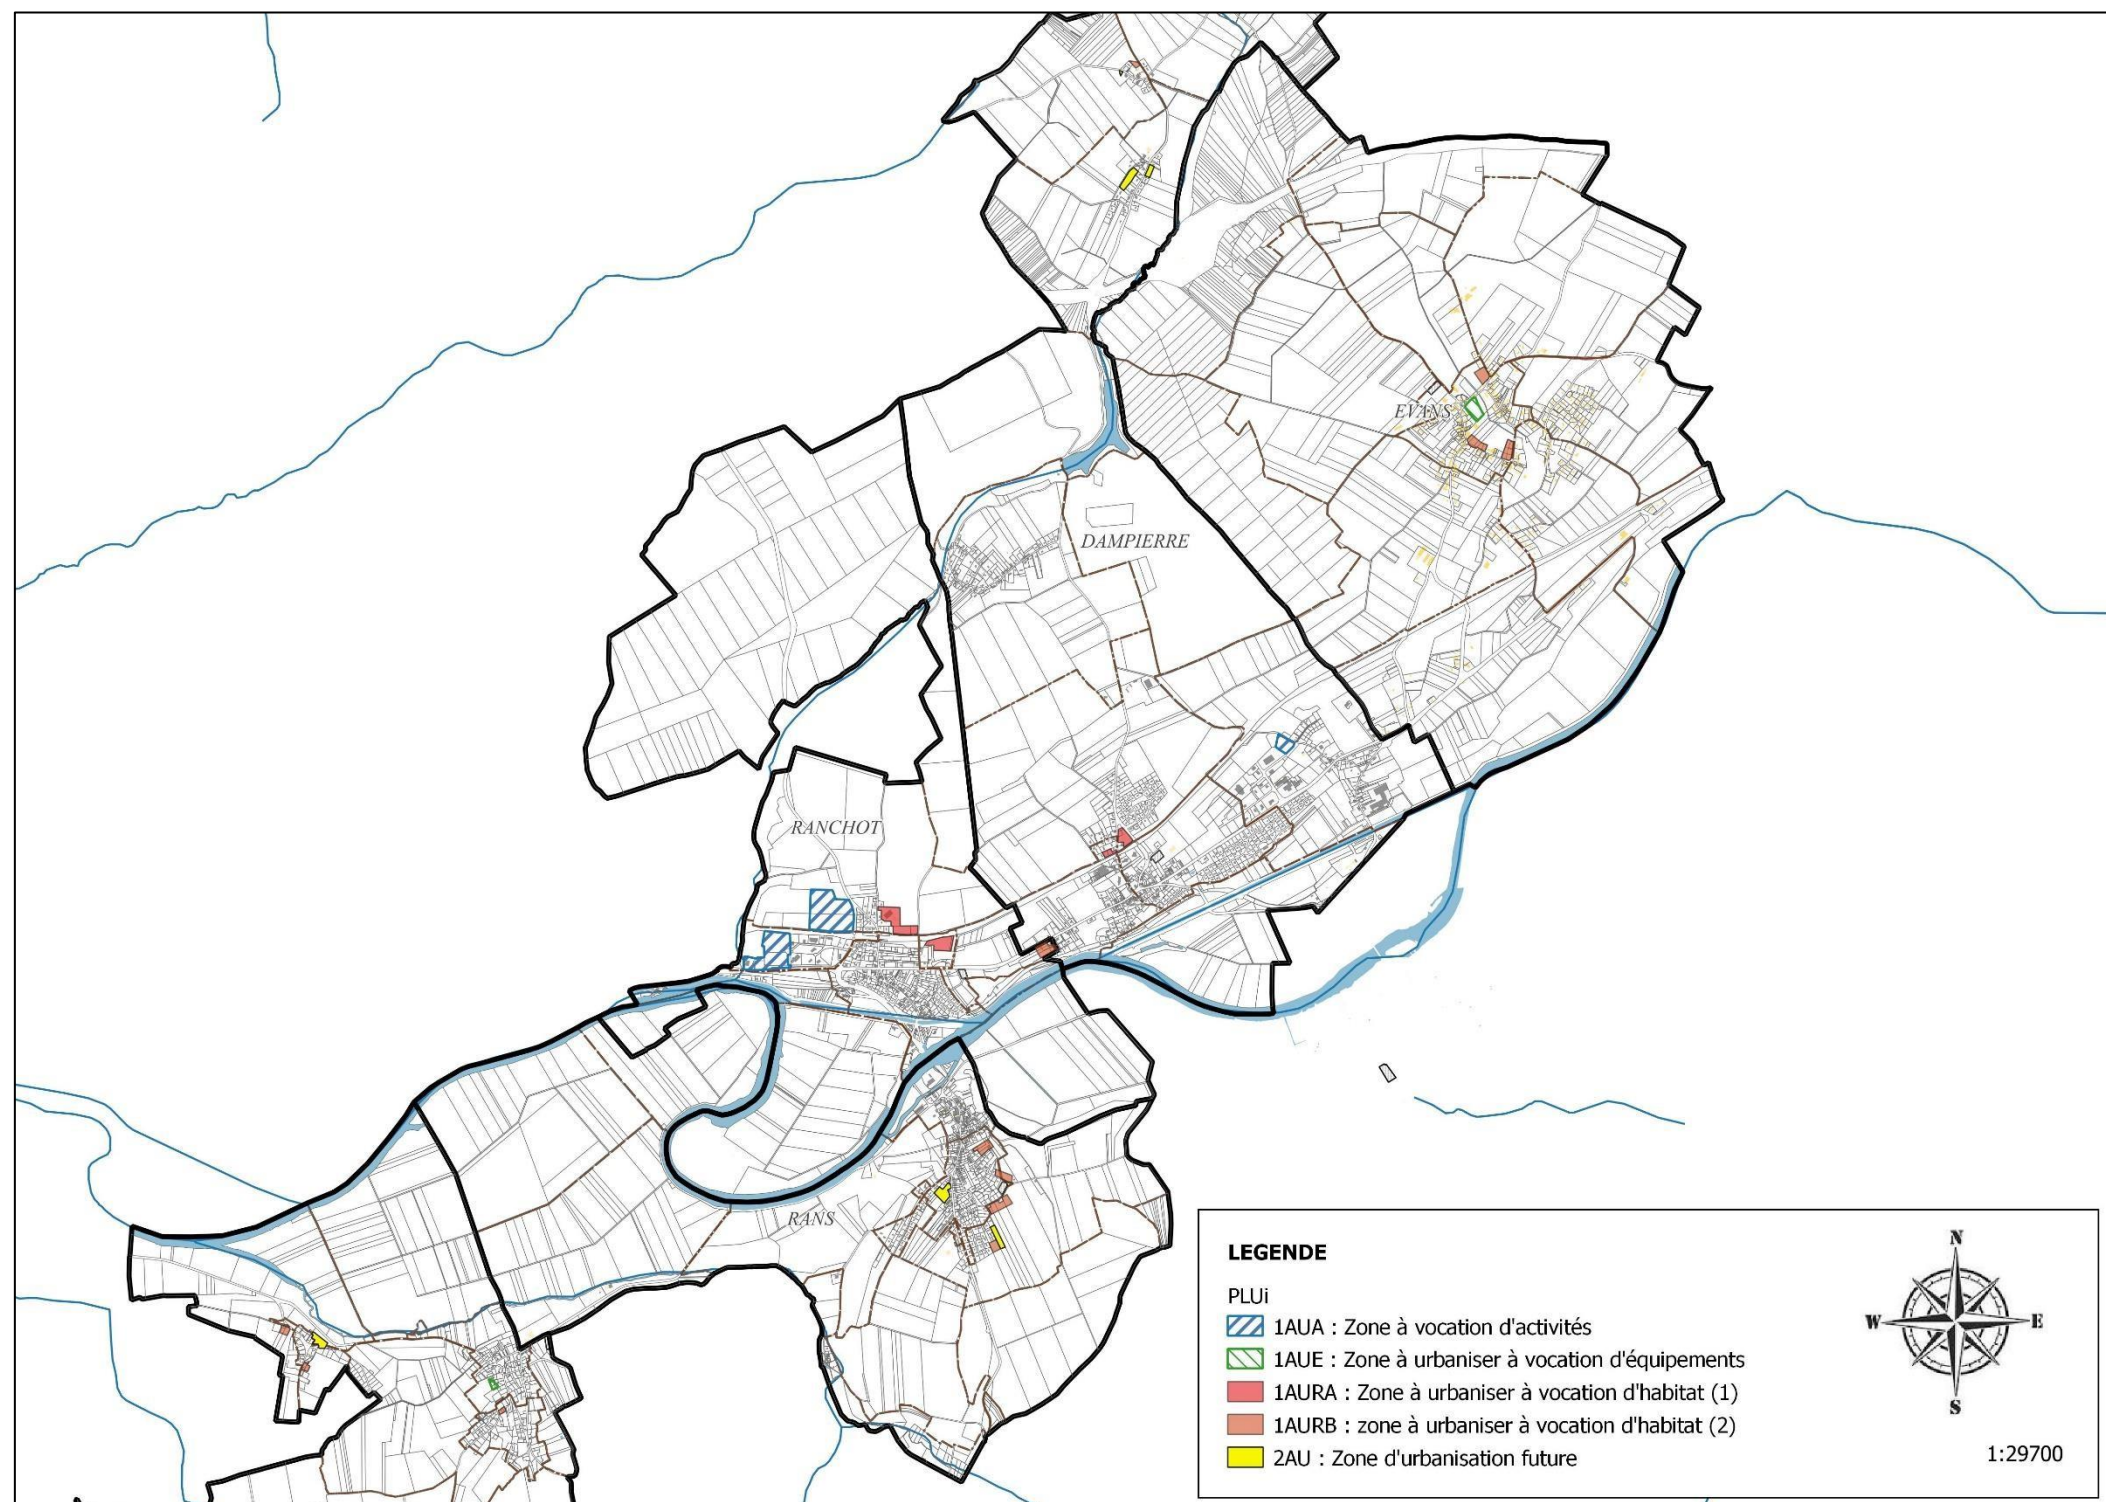 EVANS
DAMPIERRE
RANCHOT
RANS
LEGENDE
PLUi
1AUA : Zone à vocation d'activités
1AUE : Zone à urbaniser à vocation d'équipements
1AURA : Zone à urbaniser à vocation d'habitat (1)
1AURB : zone à urbaniser à vocation d'habitat (2)
2AU : Zone d'urbanisation future
N
W
E
S
1:29700